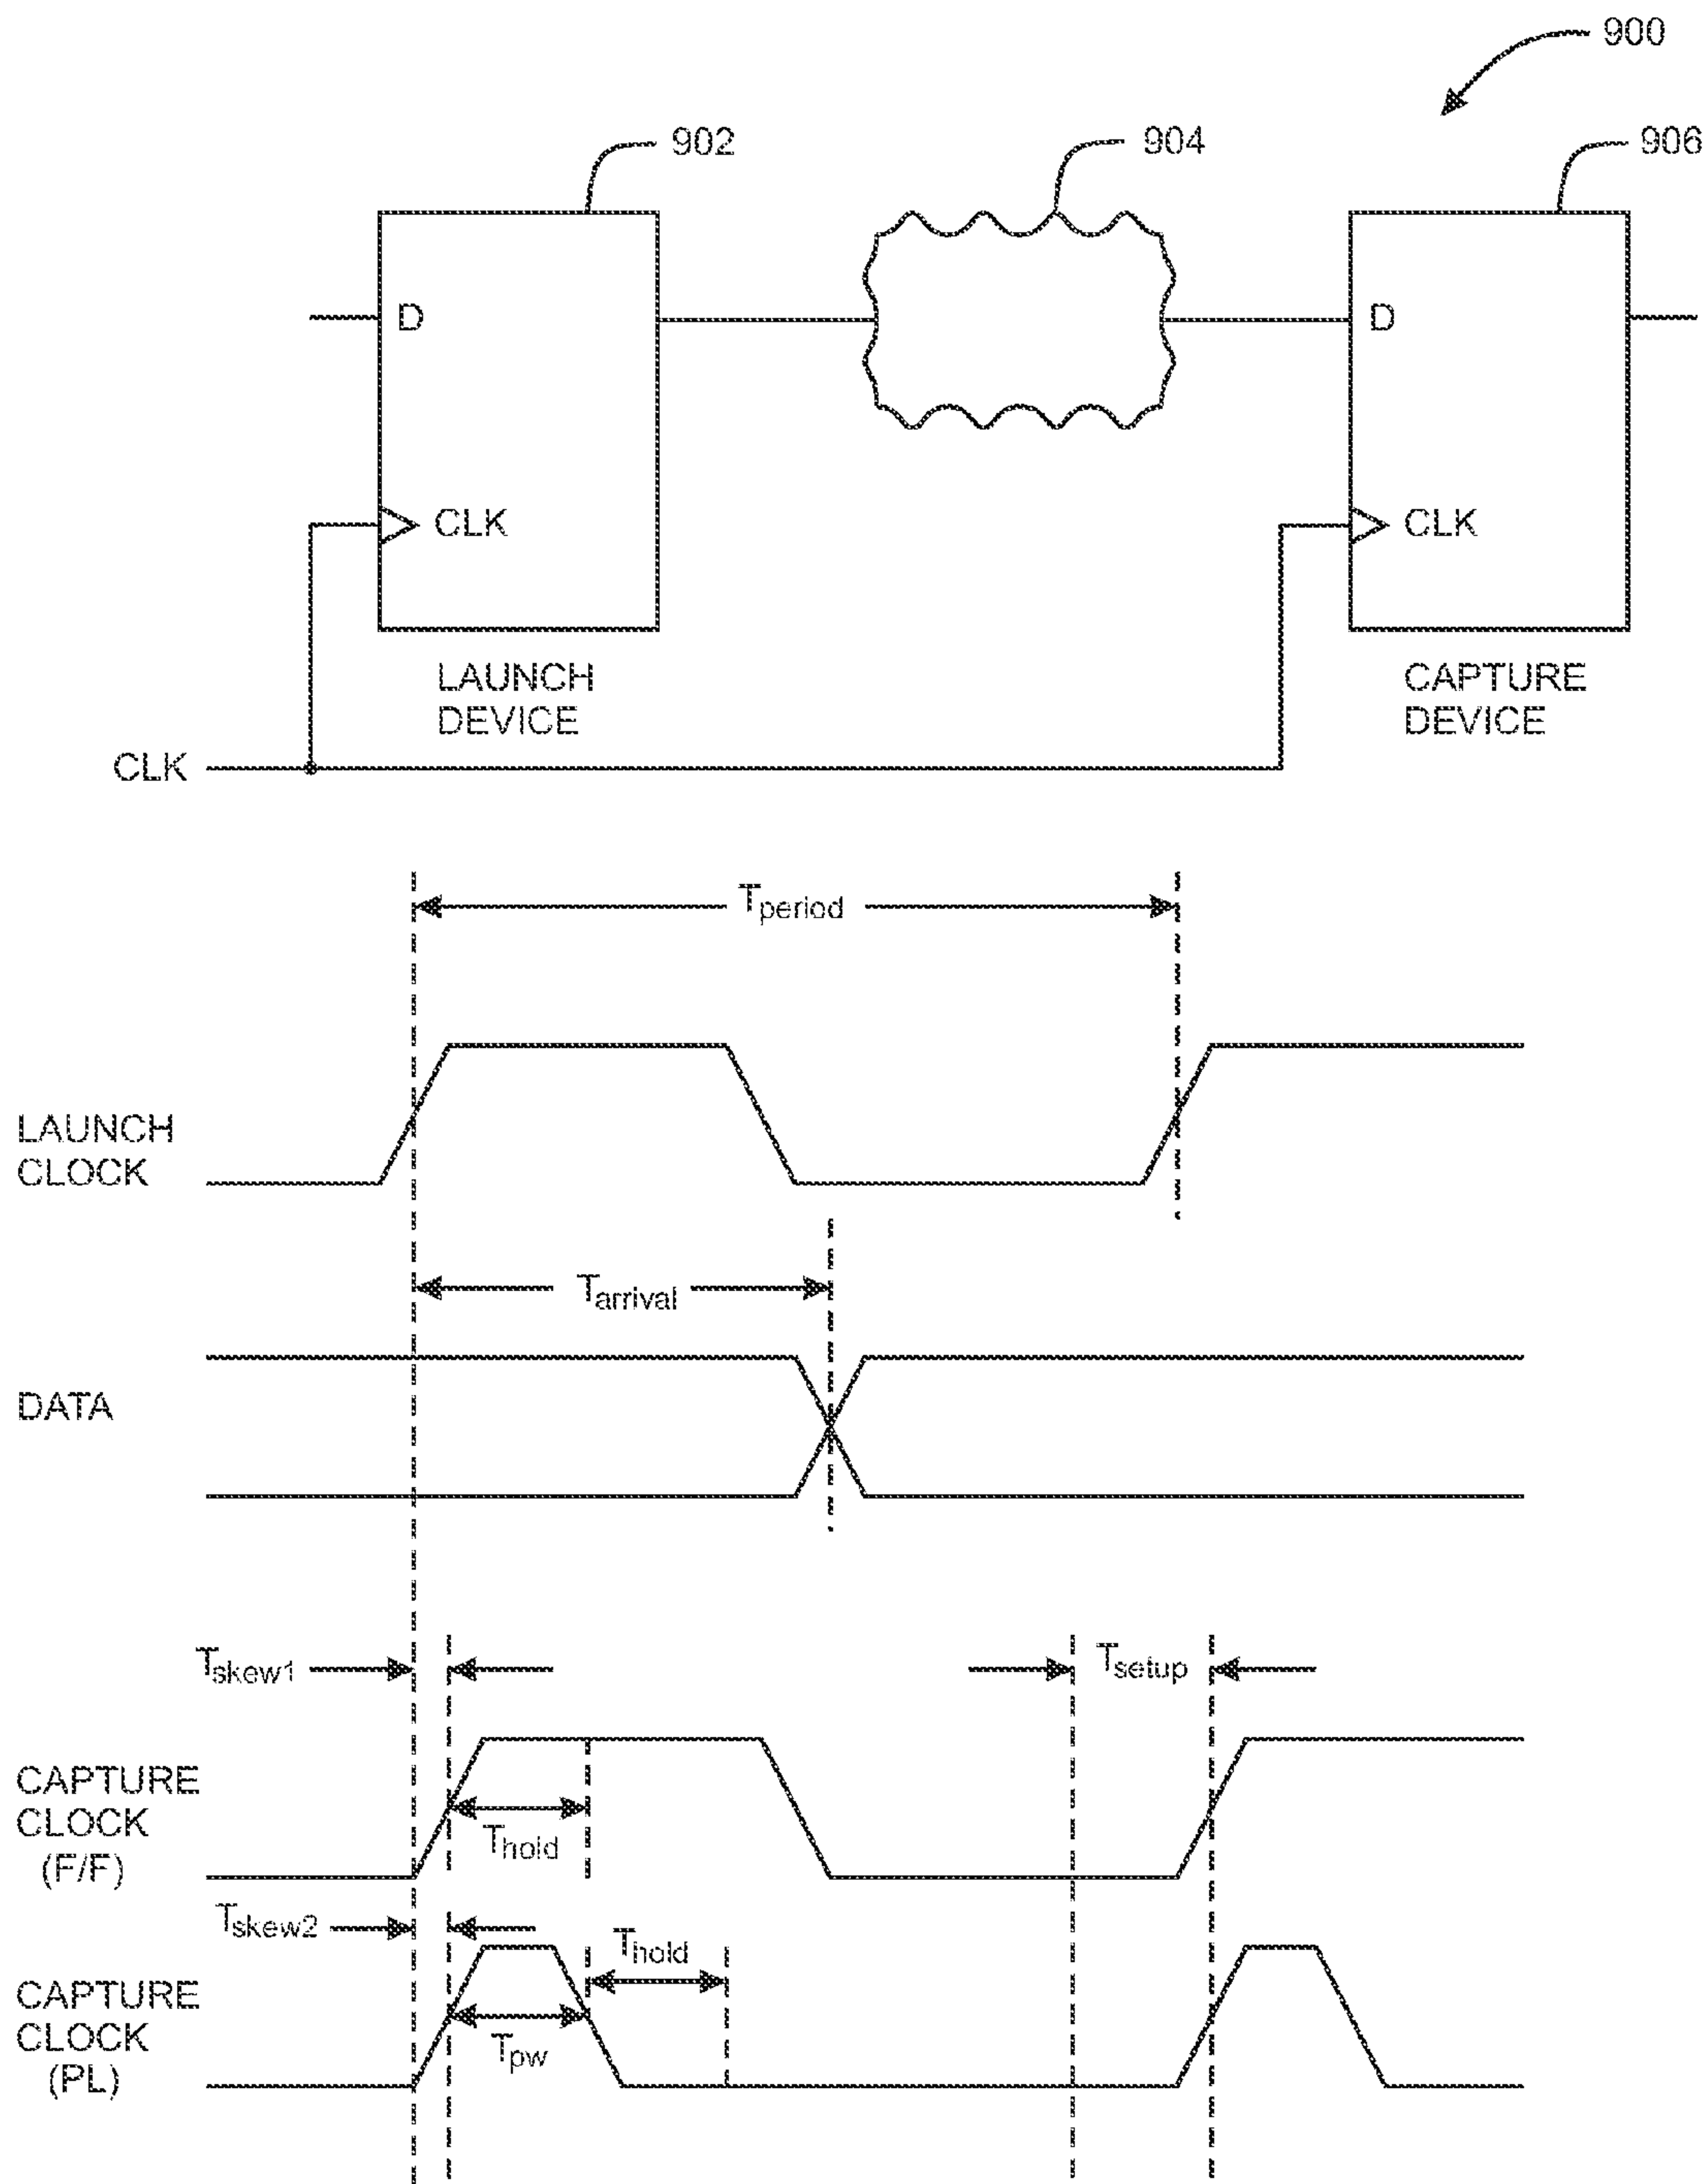 900
902
904
906
D
D
CLK
CLK
LAUNCH
DEVICE
CAPTURE
DEVICE
CLK
Tperiod
LAUNCH
CLOCK
Tarrival
DATA
Tskew1
Tsetup
CAPTURE
CLOCK
(F/F)
Thold
Tskew2
Thold
CAPTURE
CLOCK
(PL)
Tpw